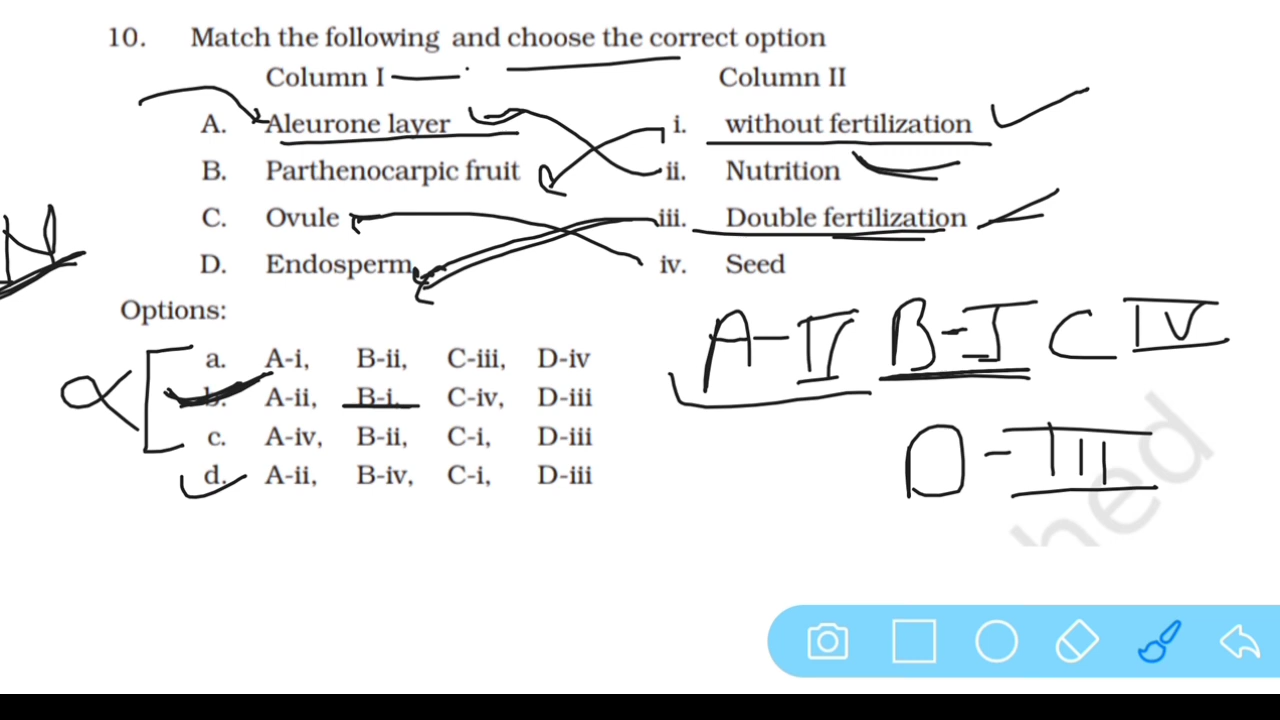 10. Match the following and choose the correct option
Column I Column II
A. Aleurone layer i. without fertilization
B. Parthenocarpic fruit ii. Nutrition
C. Ovule iii. Double fertilization
D. Endosperm iv. Seed
Options:
a. A-i, B-ii, C-iii, D-iv
b. A-ii, B-i, C-iv, D-iii
c. A-iv, B-ii, C-i, D-iii
d. A-ii, B-iv, C-i, D-iii
A-II B-I C IV
D-III
hed